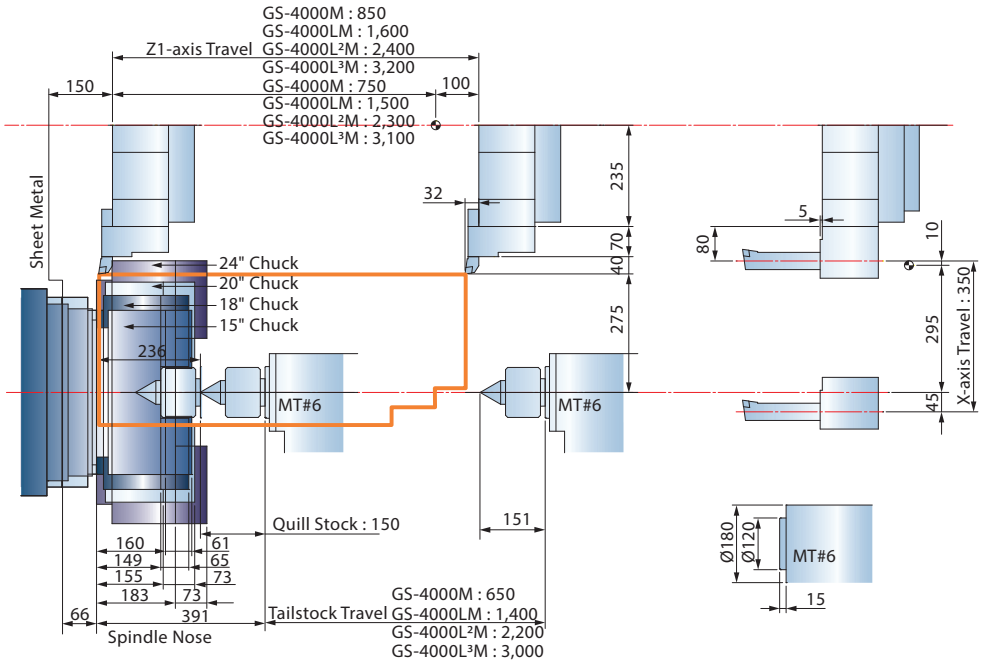 GS-4000M : 850
GS-4000LM : 1,600
Z1-axis Travel GS-4000L²M : 2,400
GS-4000L³M : 3,200
150
GS-4000M : 750
100
GS-4000LM : 1,500
GS-4000L²M : 2,300
GS-4000L³M : 3,100
Sheet Metal
32
235
5
80
70
10
40
24" Chuck
20" Chuck
18" Chuck
15" Chuck
275
295
X-axis Travel : 350
236
45
MT#6
MT#6
Quill Stock : 150
151
160
61
149
65
155
73
183
73
66
391
Spindle Nose
Ø180
Ø120
MT#6
15
GS-4000M : 650
Tailstock Travel GS-4000LM : 1,400
GS-4000L²M : 2,200
GS-4000L³M : 3,000